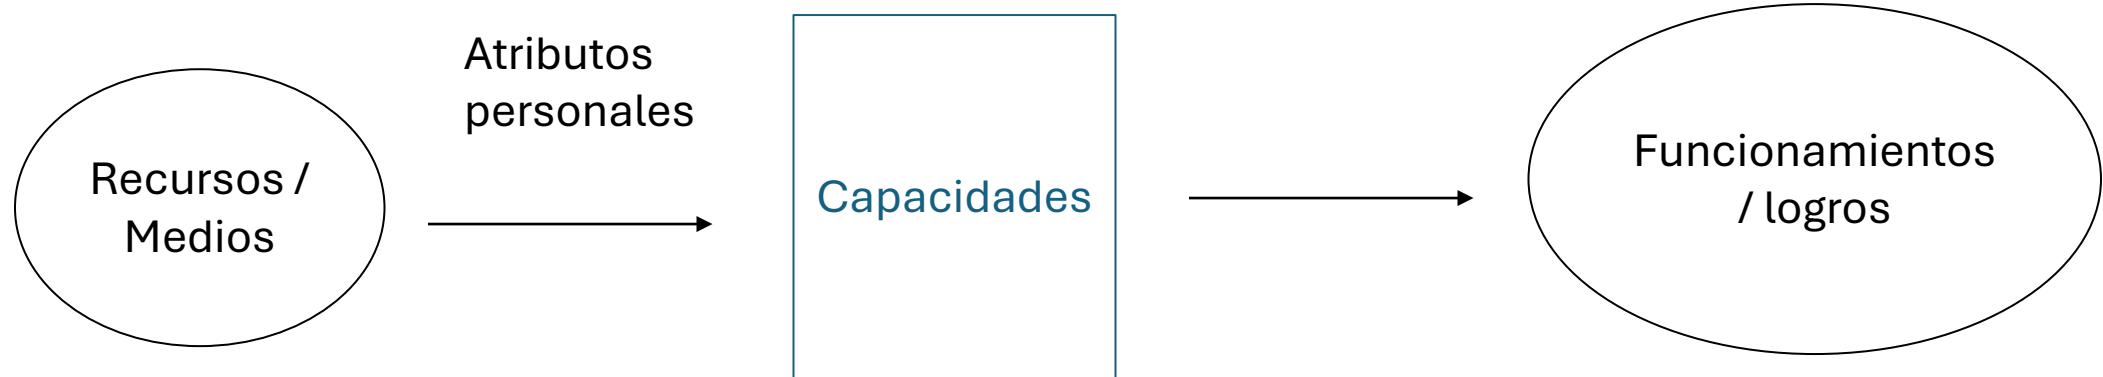 Recursos /
Medios
Atributos
personales
Capacidades
Funcionamientos
/ logros